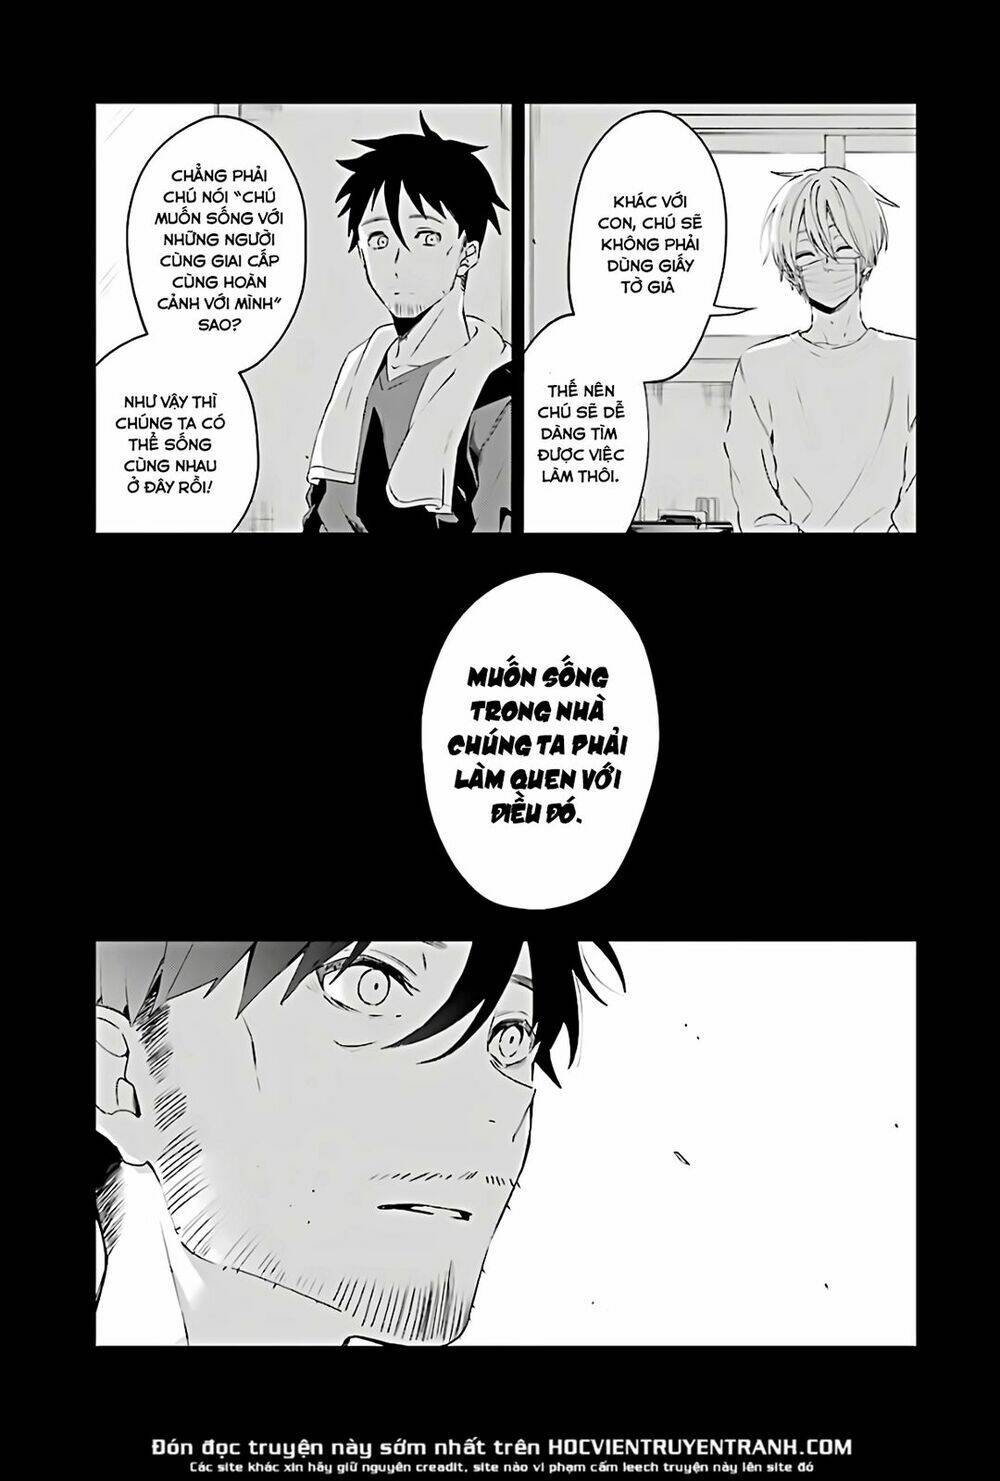 KHÁC VỚI
CON, CHÚ SẼ
KHÔNG PHẢI
DÙNG GIẤY
TỜ GIẢ
THẾ NÊN
CHÚ SẼ DỄ
DÀNG TÌM
ĐƯỢC VIỆC
LÀM THÔI.
CHẲNG PHẢI
CHÚ NÓI "CHÚ
MUỐN SỐNG VỚI
NHỮNG NGƯỜI
CÙNG GIAI CẤP
CÙNG HOÀN
CẢNH VỚI MÌNH"
SAO?
NHƯ VẬY THÌ
CHÚNG TA CÓ
THỂ SỐNG
CÙNG NHAU
Ở ĐÂY RỒI!
MUỐN SỐNG
TRONG NHÀ
CHÚNG TA PHẢI
LÀM QUEN VỚI
ĐIỀU ĐÓ.
Đón đọc truyện này sớm nhất trên HOCVIENTRUYENTRANH.COM
Các site khác xin hãy giữ nguyên creadit, site nào vi phạm cấm leech truyện này lên site đó